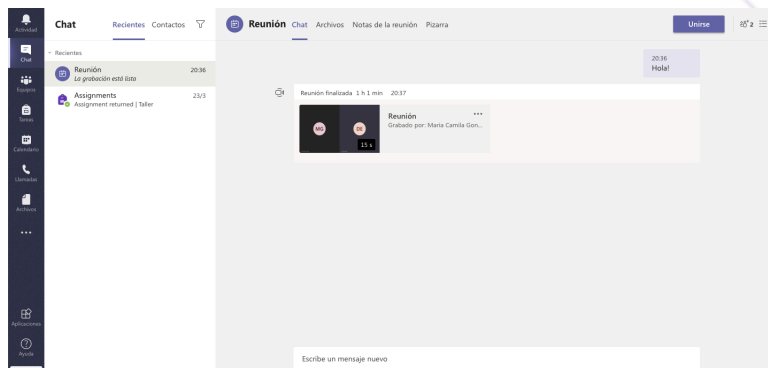 Actividad
Chat
Equipos
Tareas
Calendario
Llamadas
Archivos
Aplicaciones
Ayuda
Chat Recientes Contactos
Recientes
Reunión 20:36
La grabación está lista
Assignments 23/3
Assignment returned | Taller
Reunión Chat Archivos Notas de la reunión Pizarra Unirse 2
20:36
Hola!
Reunión finalizada 1 h 1 min 20:37
MG DE
15 s
Reunión ...
Grabado por: Maria Camila Gon...
Escribe un mensaje nuevo